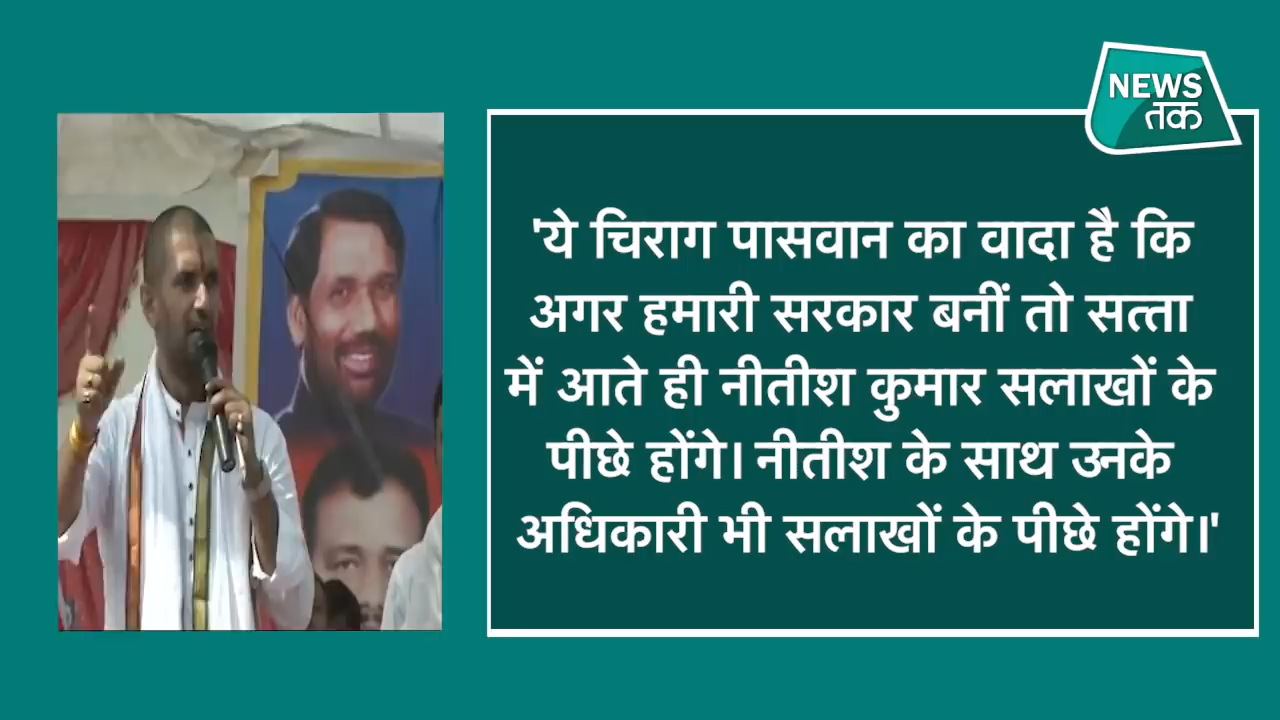 NEWS
तक
'ये चिराग पासवान का वादा है कि
अगर हमारी सरकार बनीं तो सत्ता
में आते ही नीतीश कुमार सलाखों के
पीछे होंगे। नीतीश के साथ उनके
अधिकारी भी सलाखों के पीछे होंगे।'